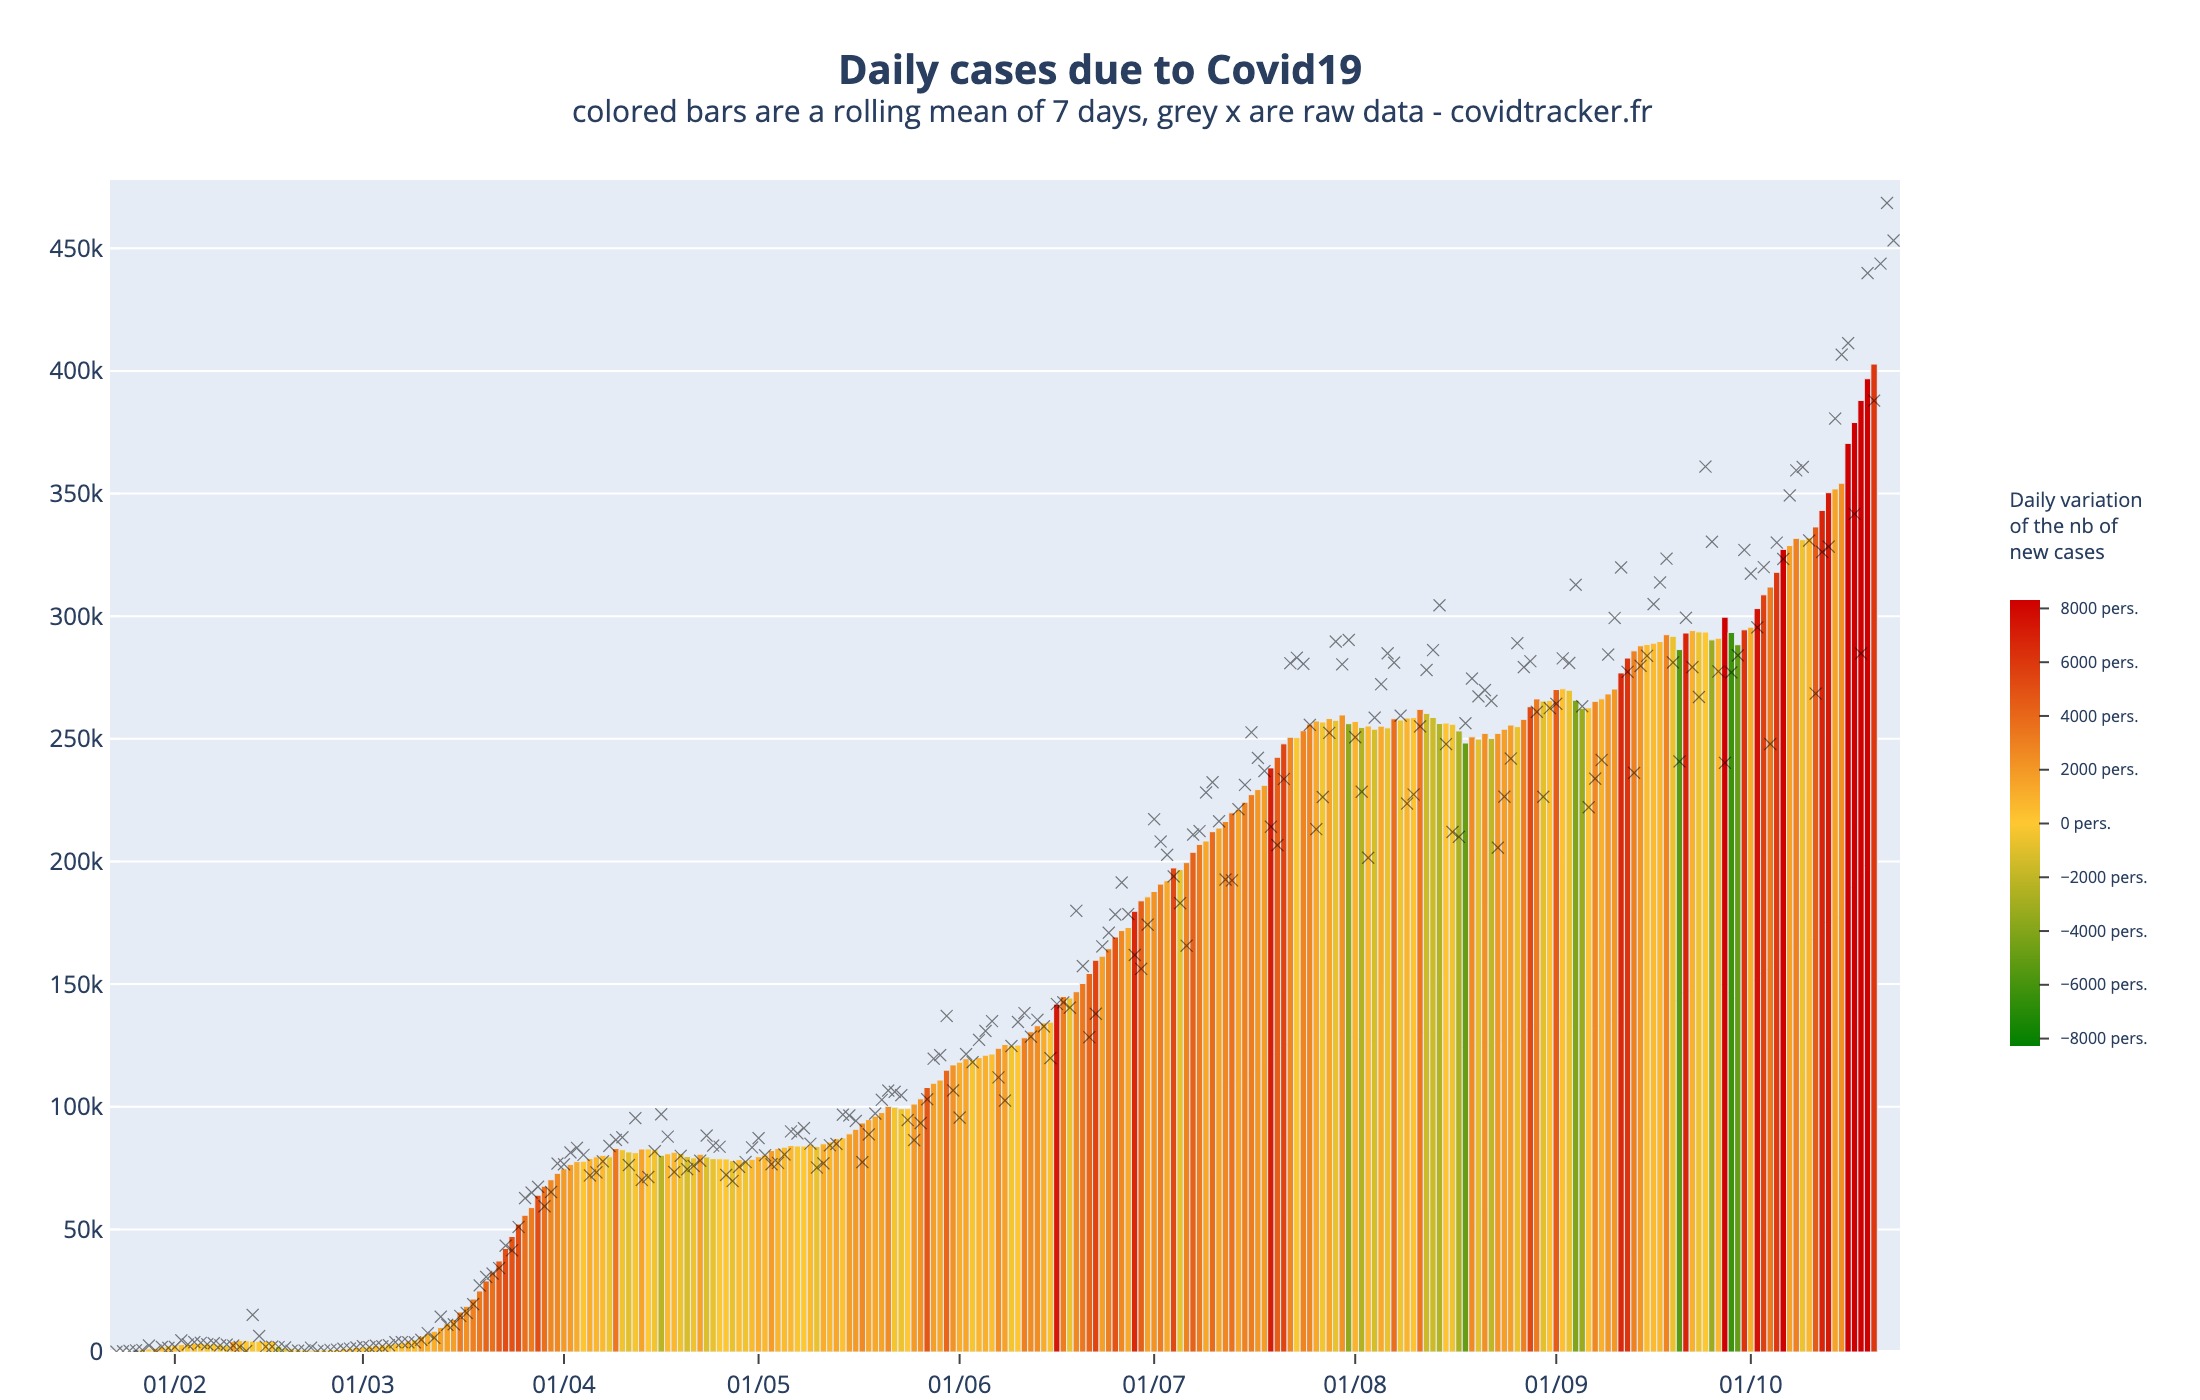 Daily cases due to Covid19
colored bars are a rolling mean of 7 days, grey x are raw data - covidtracker.fr
450k
400k
350k
300k
250k
200k
150k
100k
50k
0
01/02
01/03
01/04
01/05
01/06
01/07
01/08
01/09
01/10
Daily variation
of the nb of
new cases
8000 pers.
6000 pers.
4000 pers.
2000 pers.
0 pers.
−2000 pers.
−4000 pers.
−6000 pers.
−8000 pers.